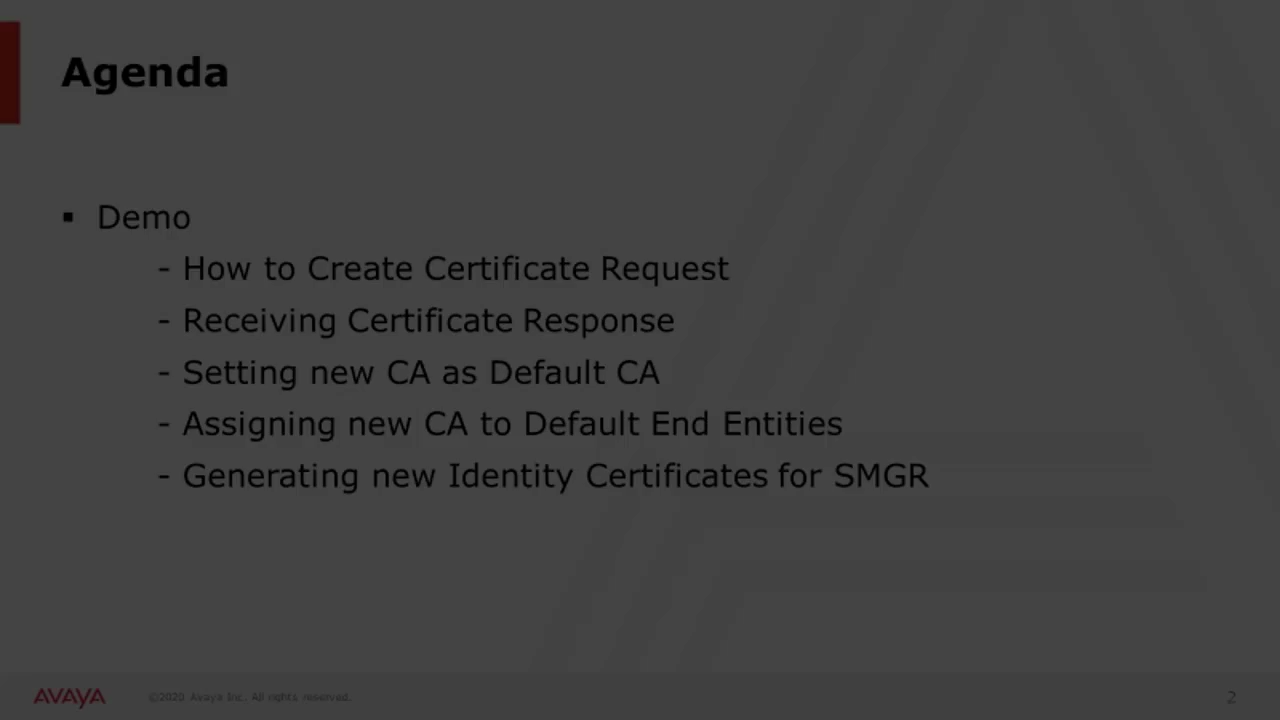 Agenda
▪ Demo
- How to Create Certificate Request
- Receiving Certificate Response
- Setting new CA as Default CA
- Assigning new CA to Default End Entities
- Generating new Identity Certificates for SMGR
AVAYA ©2020 Avaya Inc. All rights reserved. 2